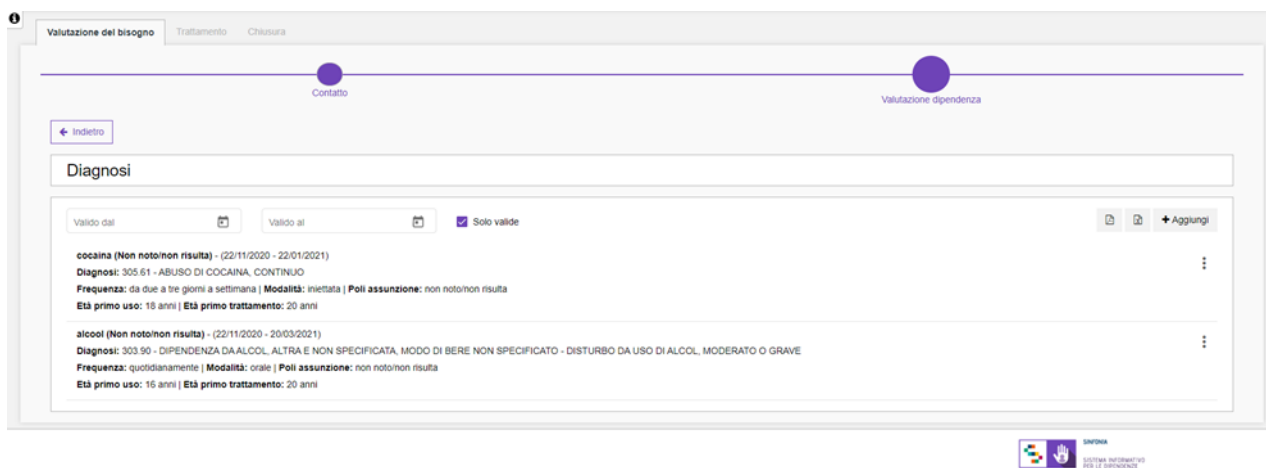 Valutazione del bisogno Trattamento Chiusura
Contatto
Valutazione dipendenza
Indietro
Diagnosi
Valido dal Valido al Solo valide Aggiungi
cocaina (Non noto/non risulta) - (22/11/2020 - 22/01/2021)
Diagnosi: 305.61 - ABUSO DI COCAINA, CONTINUO
Frequenza: da due a tre giorni a settimana | Modalità: iniettata | Poli assunzione: non noto/non risulta
Età primo uso: 18 anni | Età primo trattamento: 20 anni
alcool (Non noto/non risulta) - (22/11/2020 - 20/03/2021)
Diagnosi: 303.90 - DIPENDENZA DA ALCOL, ALTRA E NON SPECIFICATA, MODO DI BERE NON SPECIFICATO - DISTURBO DA USO DI ALCOL, MODERATO O GRAVE
Frequenza: quotidianamente | Modalità: orale | Poli assunzione: non noto/non risulta
Età primo uso: 16 anni | Età primo trattamento: 20 anni
SINFONIA
SISTEMA INFORMATIVO
PER LE DIPENDENZE